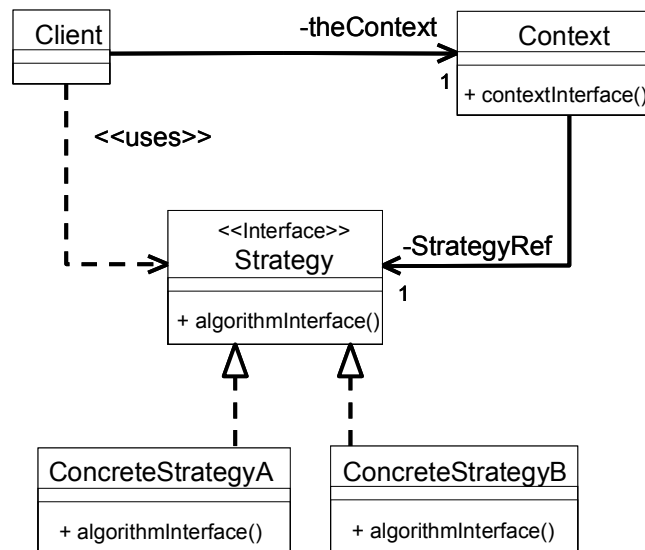 Client
-theContext
Context
1
+ contextInterface()
<<uses>>
<<Interface>>
Strategy
-StrategyRef
1
+ algorithmInterface()
ConcreteStrategyA
ConcreteStrategyB
+ algorithmInterface()
+ algorithmInterface()